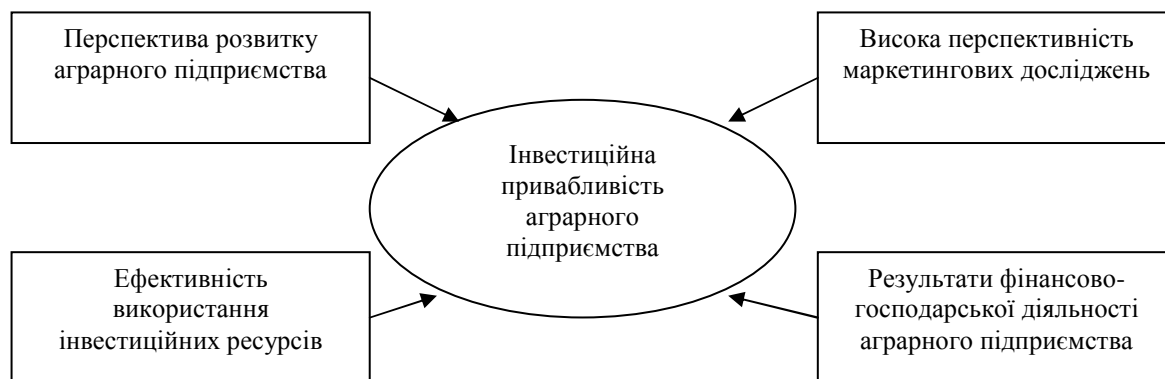 Перспектива розвитку
аграрного підприємства
Висока перспективність
маркетингових досліджень
Інвестиційна
привабливість
аграрного
підприємства
Ефективність
використання
інвестиційних ресурсів
Результати фінансово-
господарської діяльності
аграрного підприємства